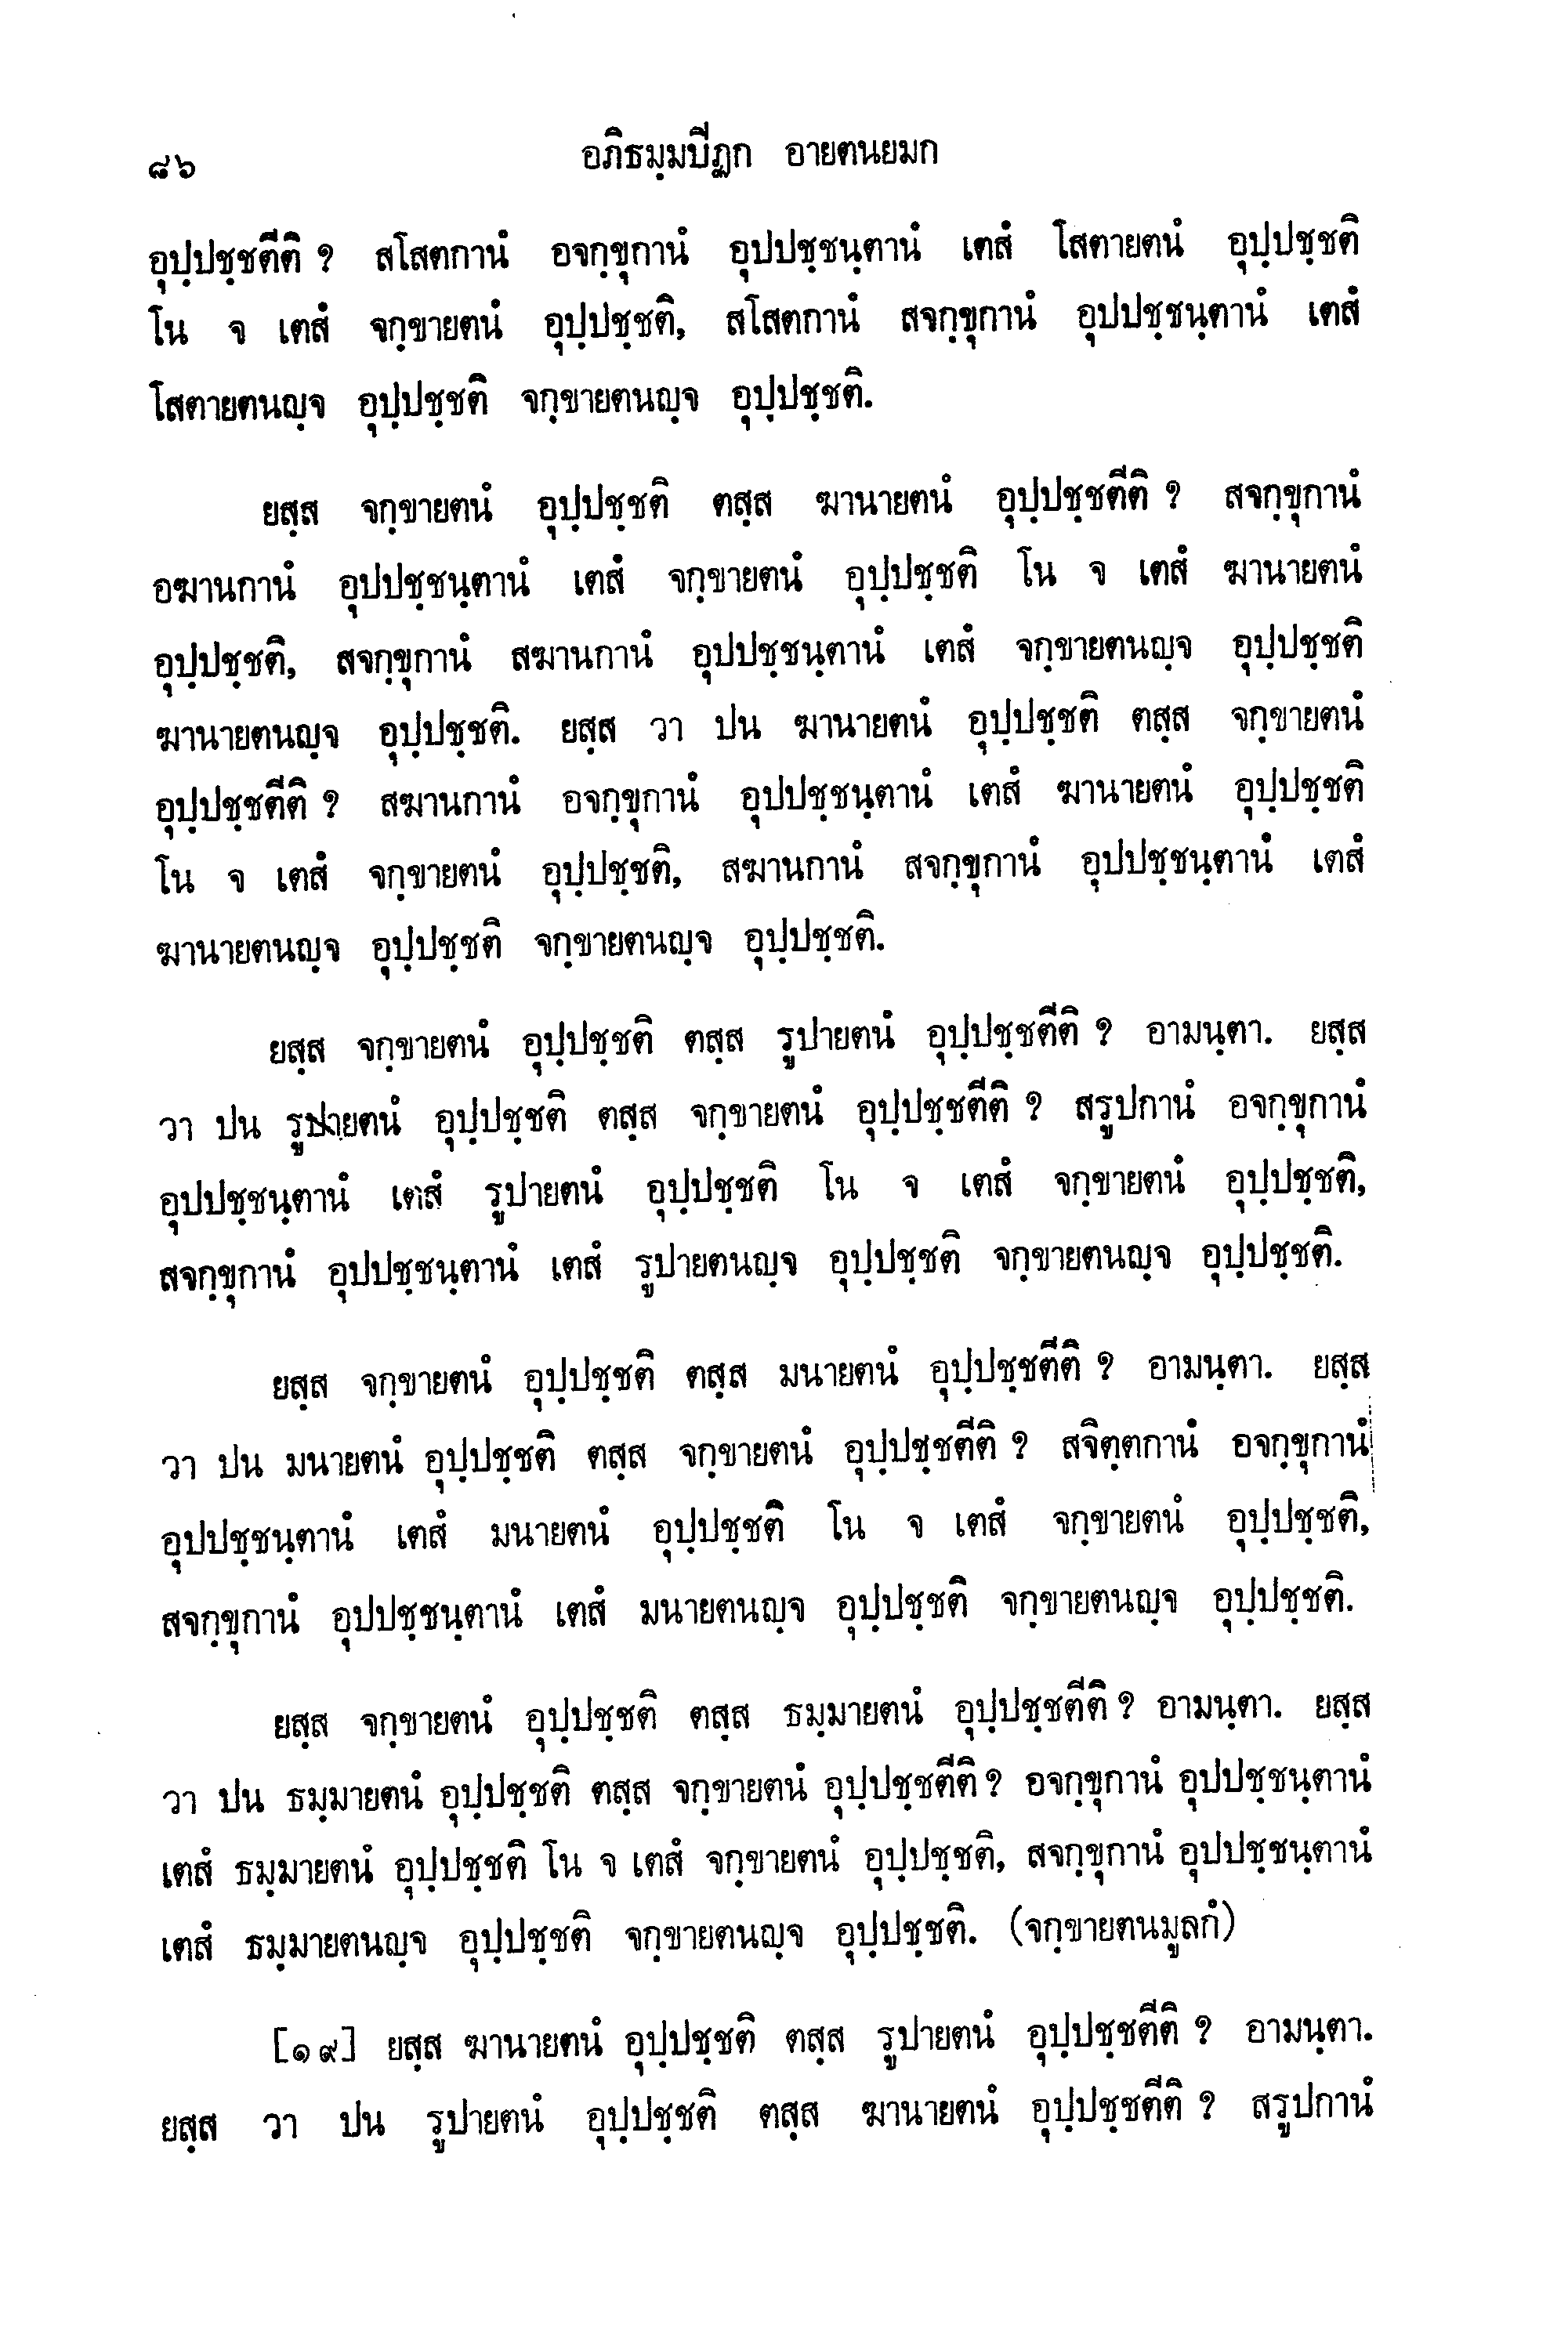 ๘๖ อภิธมฺมปีฏก อายตนยมก
อุปฺปชฺชตีติ ? สโสตกานํ อจกฺขุกานํ อุปปชฺชนฺตานํ เตสํ โสตายตนํ อุปฺปชฺชติ
โน จ เตสํ จกฺขายตนํ อุปฺปชฺชติ, สโสตกานํ สจกฺขุกานํ อุปปชฺชนฺตานํ เตสํ
โสตายตนญฺจ อุปฺปชฺชติ จกฺขายตนญฺจ อุปฺปชฺชติ.
ยสฺส จกฺขายตนํ อุปฺปชฺชติ ตสฺส ฆานายตนํ อุปฺปชฺชตีติ ? สจกฺขุกานํ
อฆานกานํ อุปปชฺชนฺตานํ เตสํ จกฺขายตนํ อุปฺปชฺชติ โน จ เตสํ ฆานายตนํ
อุปฺปชฺชติ, สจกฺขุกานํ สฆานกานํ อุปปชฺชนฺตานํ เตสํ จกฺขายตนญฺจ อุปฺปชฺชติ
ฆานายตนญฺจ อุปฺปชฺชติ. ยสฺส วา ปน ฆานายตนํ อุปฺปชฺชติ ตสฺส จกฺขายตนํ
อุปฺปชฺชตีติ ? สฆานกานํ อจกฺขุกานํ อุปปชฺชนฺตานํ เตสํ ฆานายตนํ อุปฺปชฺชติ
โน จ เตสํ จกฺขายตนํ อุปฺปชฺชติ, สฆานกานํ สจกฺขุกานํ อุปปชฺชนฺตานํ เตสํ
ฆานายตนญฺจ อุปฺปชฺชติ จกฺขายตนญฺจ อุปฺปชฺชติ.
ยสฺส จกฺขายตนํ อุปฺปชฺชติ ตสฺส รูปายตนํ อุปฺปชฺชตีติ ? อามนฺตา. ยสฺส
วา ปน รูปายตนํ อุปฺปชฺชติ ตสฺส จกฺขายตนํ อุปฺปชฺชตีติ ? สรูปกานํ อจกฺขุกานํ
อุปปชฺชนฺตานํ เตสํ รูปายตนํ อุปฺปชฺชติ โน จ เตสํ จกฺขายตนํ อุปฺปชฺชติ,
สจกฺขุกานํ อุปปชฺชนฺตานํ เตสํ รูปายตนญฺจ อุปฺปชฺชติ จกฺขายตนญฺจ อุปฺปชฺชติ.
ยสฺส จกฺขายตนํ อุปฺปชฺชติ ตสฺส มนายตนํ อุปฺปชฺชตีติ ? อามนฺตา. ยสฺส
วา ปน มนายตนํ อุปฺปชฺชติ ตสฺส จกฺขายตนํ อุปฺปชฺชตีติ ? สจิตฺตกานํ อจกฺขุกานํ
อุปปชฺชนฺตานํ เตสํ มนายตนํ อุปฺปชฺชติ โน จ เตสํ จกฺขายตนํ อุปฺปชฺชติ,
สจกฺขุกานํ อุปปชฺชนฺตานํ เตสํ มนายตนญฺจ อุปฺปชฺชติ จกฺขายตนญฺจ อุปฺปชฺชติ.
ยสฺส จกฺขายตนํ อุปฺปชฺชติ ตสฺส ธมฺมายตนํ อุปฺปชฺชตีติ ? อามนฺตา. ยสฺส
วา ปน ธมฺมายตนํ อุปฺปชฺชติ ตสฺส จกฺขายตนํ อุปฺปชฺชตีติ ? อจกฺขุกานํ อุปปชฺชนฺตานํ
เตสํ ธมฺมายตนํ อุปฺปชฺชติ โน จ เตสํ จกฺขายตนํ อุปฺปชฺชติ, สจกฺขุกานํ อุปปชฺชนฺตานํ
เตสํ ธมฺมายตนญฺจ อุปฺปชฺชติ จกฺขายตนญฺจ อุปฺปชฺชติ. (จกฺขายตนมูลกํ)
[๑๙] ยสฺส ฆานายตนํ อุปฺปชฺชติ ตสฺส รูปายตนํ อุปฺปชฺชตีติ ? อามนฺตา.
ยสฺส วา ปน รูปายตนํ อุปฺปชฺชติ ตสฺส ฆานายตนํ อุปฺปชฺชตีติ ? สรูปกานํ